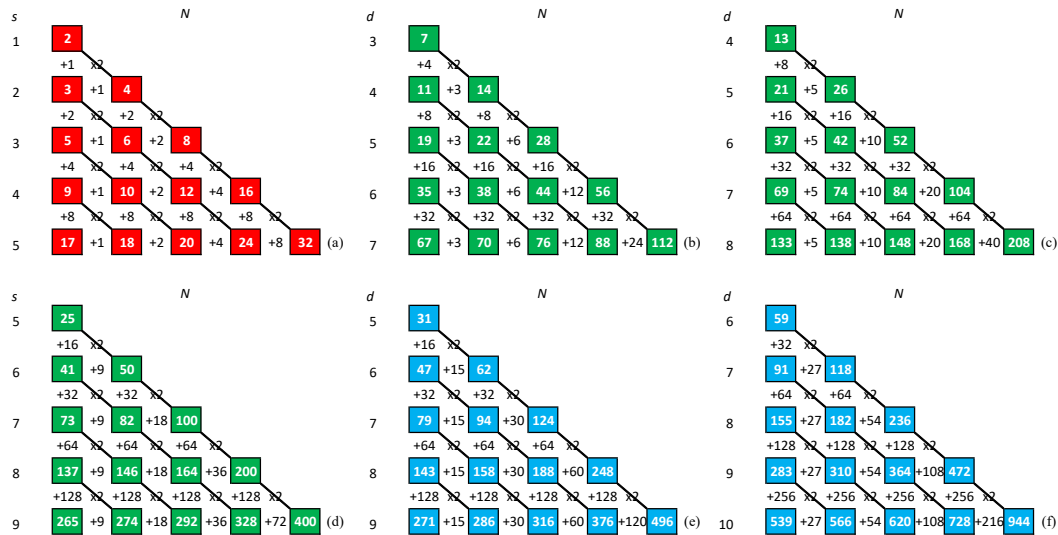 s N d N d N
1 2 3 7 4 13
+1 x2 +4 x2 +8 x2
2 3 +1 4 4 11 +3 14 5 21 +5 26
+2 x2 +2 x2 +8 x2 +8 x2 +16 x2 +16 x2
3 5 +1 6 +2 8 5 19 +3 22 +6 28 6 37 +5 42 +10 52
+4 x2 +4 x2 +4 x2 +16 x2 +16 x2 +16 x2 +32 x2 +32 x2 +32 x2
4 9 +1 10 +2 12 +4 16 6 35 +3 38 +6 44 +12 56 7 69 +5 74 +10 84 +20 104
+8 x2 +8 x2 +8 x2 +8 x2 +32 x2 +32 x2 +32 x2 +32 x2 +64 x2 +64 x2 +64 x2 +64 x2
5 17 +1 18 +2 20 +4 24 +8 32 (a) 7 67 +3 70 +6 76 +12 88 +24 112 (b) 8 133 +5 138 +10 148 +20 168 +40 208 (c)
s N d N d N
5 25 5 31 6 59
+16 x2 +16 x2 +32 x2
6 41 +9 50 6 47 +15 62 7 91 +27 118
+32 x2 +32 x2 +32 x2 +32 x2 +64 x2 +64 x2
7 73 +9 82 +18 100 7 79 +15 94 +30 124 8 155 +27 182 +54 236
+64 x2 +64 x2 +64 x2 +64 x2 +64 x2 +64 x2 +128 x2 +128 x2 +128 x2
8 137 +9 146 +18 164 +36 200 8 143 +15 158 +30 188 +60 248 9 283 +27 310 +54 364 +108 472
+128 x2 +128 x2 +128 x2 +128 x2 +128 x2 +128 x2 +128 x2 +128 x2 +256 x2 +256 x2 +256 x2 +256 x2
9 265 +9 274 +18 292 +36 328 +72 400 (d) 9 271 +15 286 +30 316 +60 376 +120 496 (e) 10 539 +27 566 +54 620 +108 728 +216 944 (f)